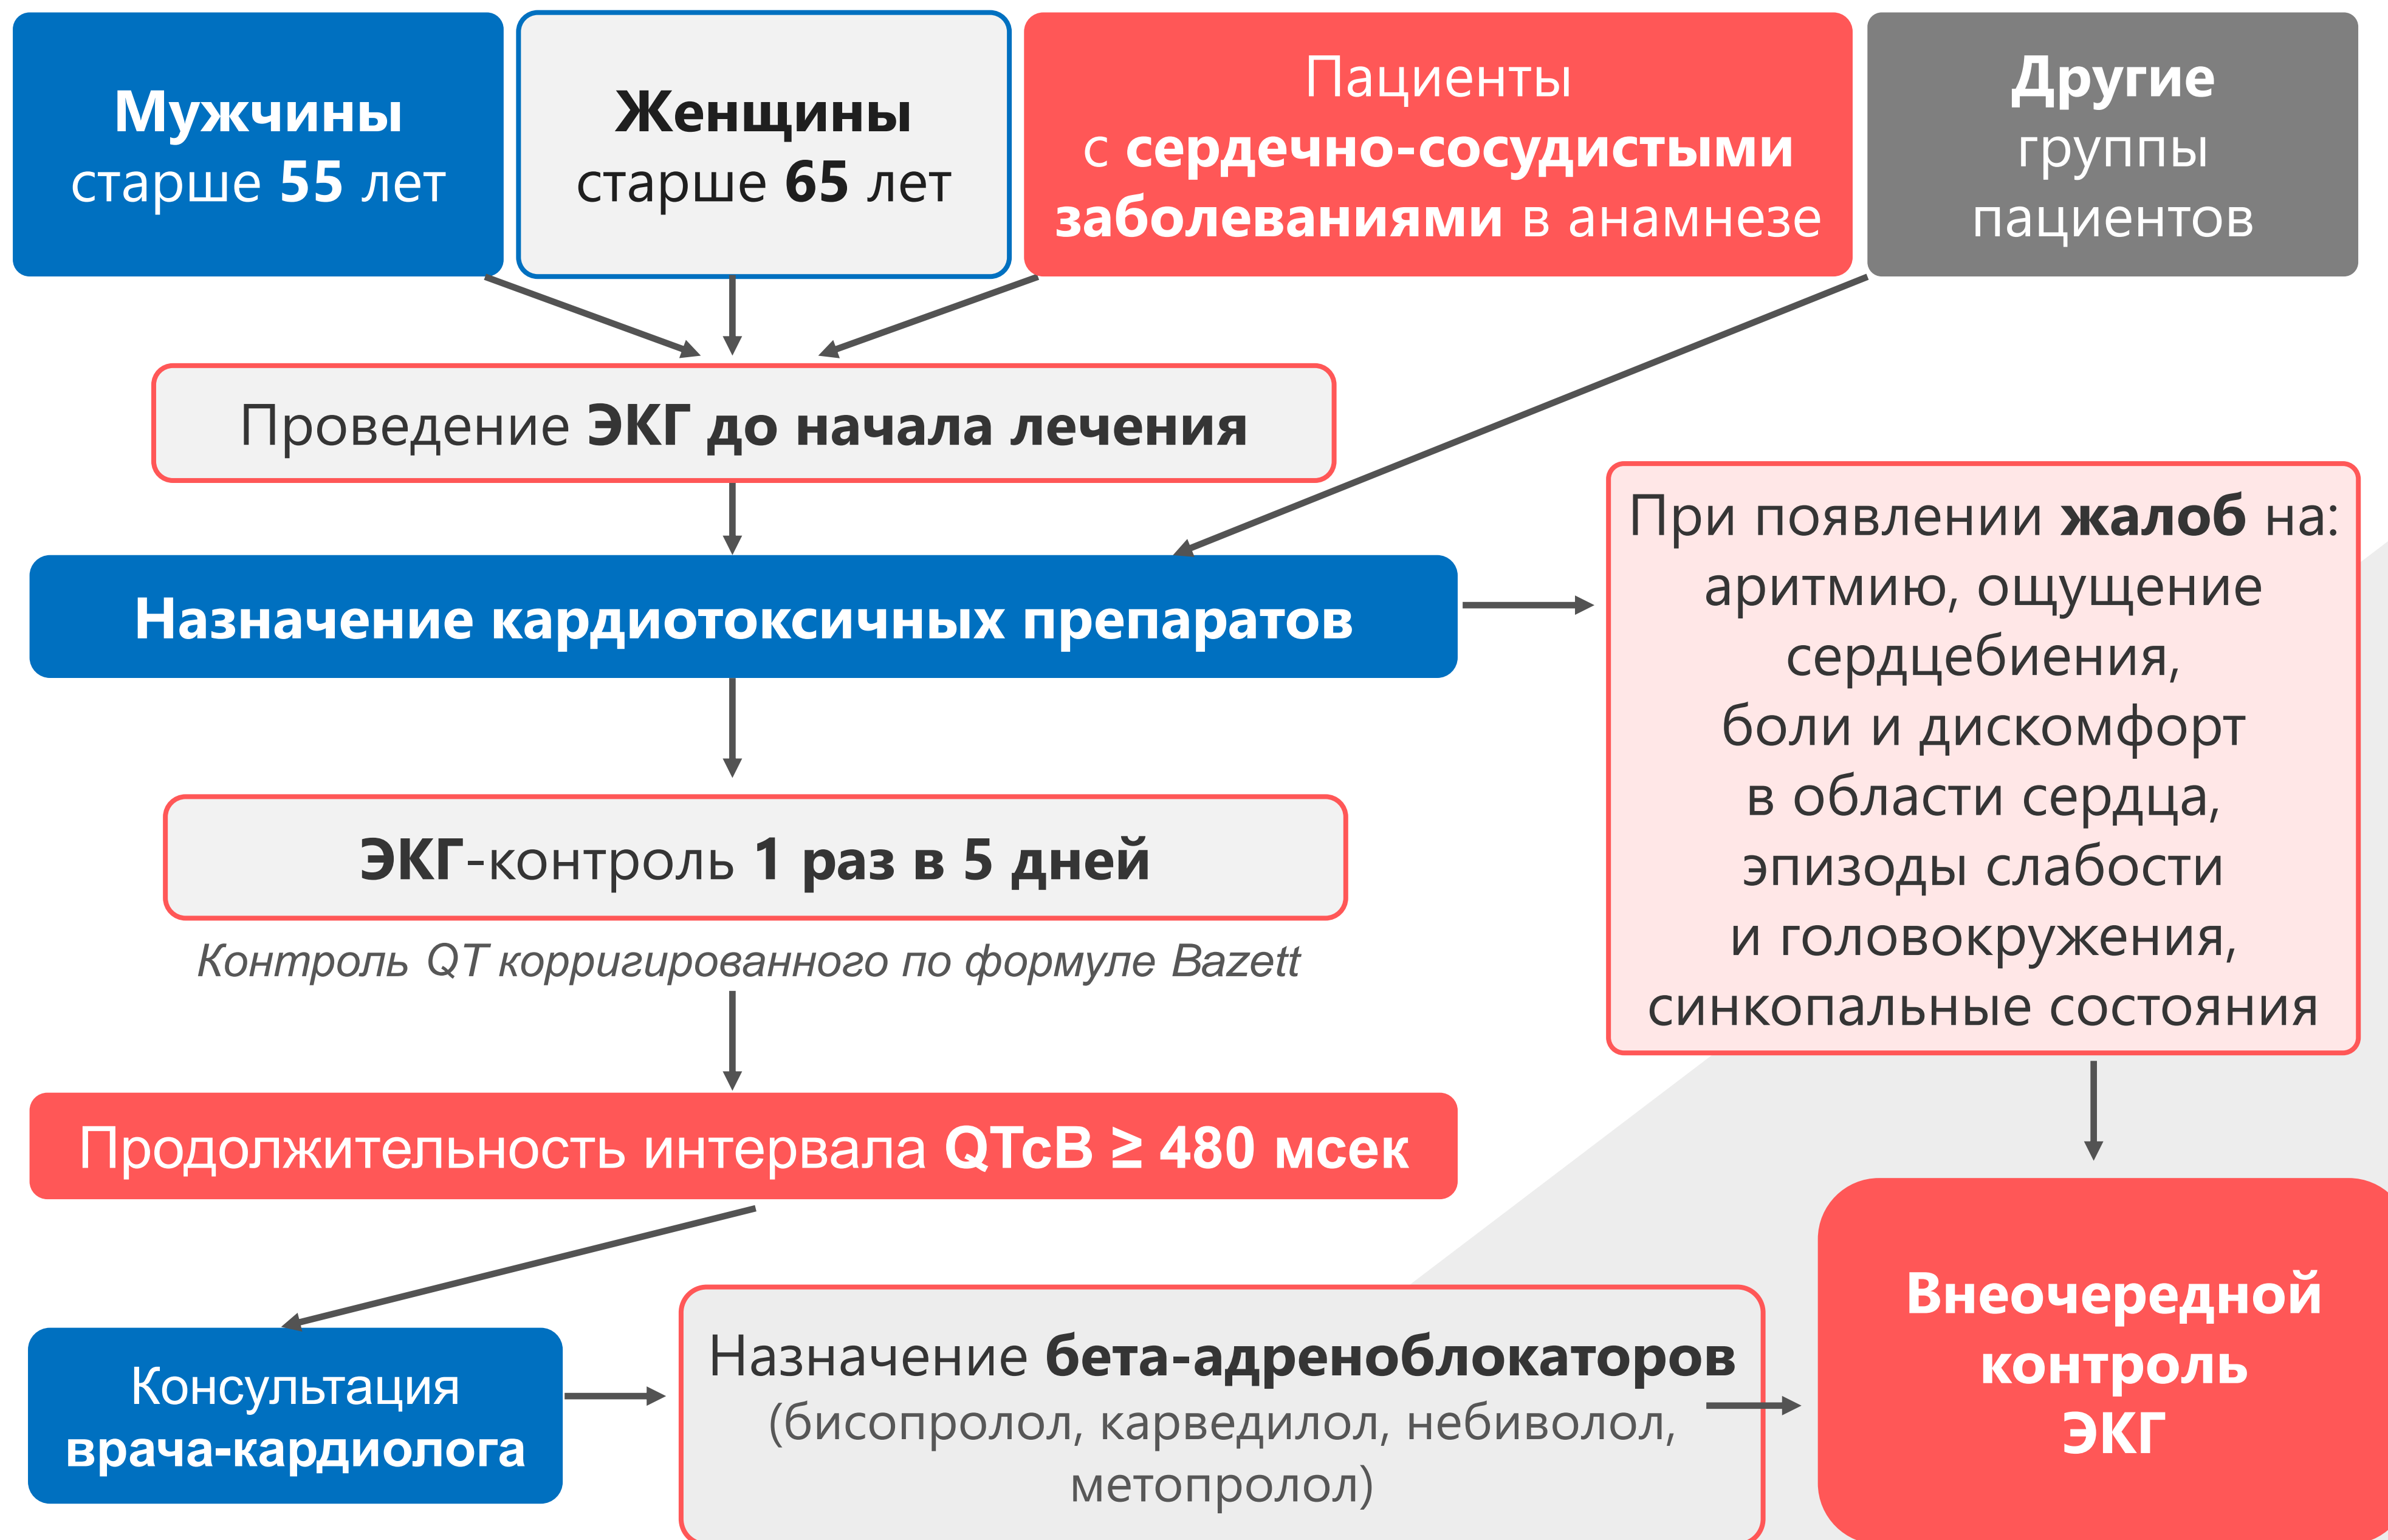 Мужчины
старше 55 лет
Женщины
старше 65 лет
Пациенты
с сердечно-сосудистыми
заболеваниями в анамнезе
Другие
группы
пациентов
Проведение ЭКГ до начала лечения
Назначение кардиотоксичных препаратов
При появлении жалоб на:
аритмию, ощущение
сердцебиения,
боли и дискомфорт
в области сердца,
эпизоды слабости
и головокружения,
синкопальные состояния
ЭКГ-контроль 1 раз в 5 дней
Контроль QT корригированного по формуле Bazett
Продолжительность интервала QTcB ≥ 480 мсек
Консультация
врача-кардиолога
Назначение бета-адреноблокаторов
(бисопролол, карведилол, небиволол,
метопролол)
Внеочередной
контроль
ЭКГ